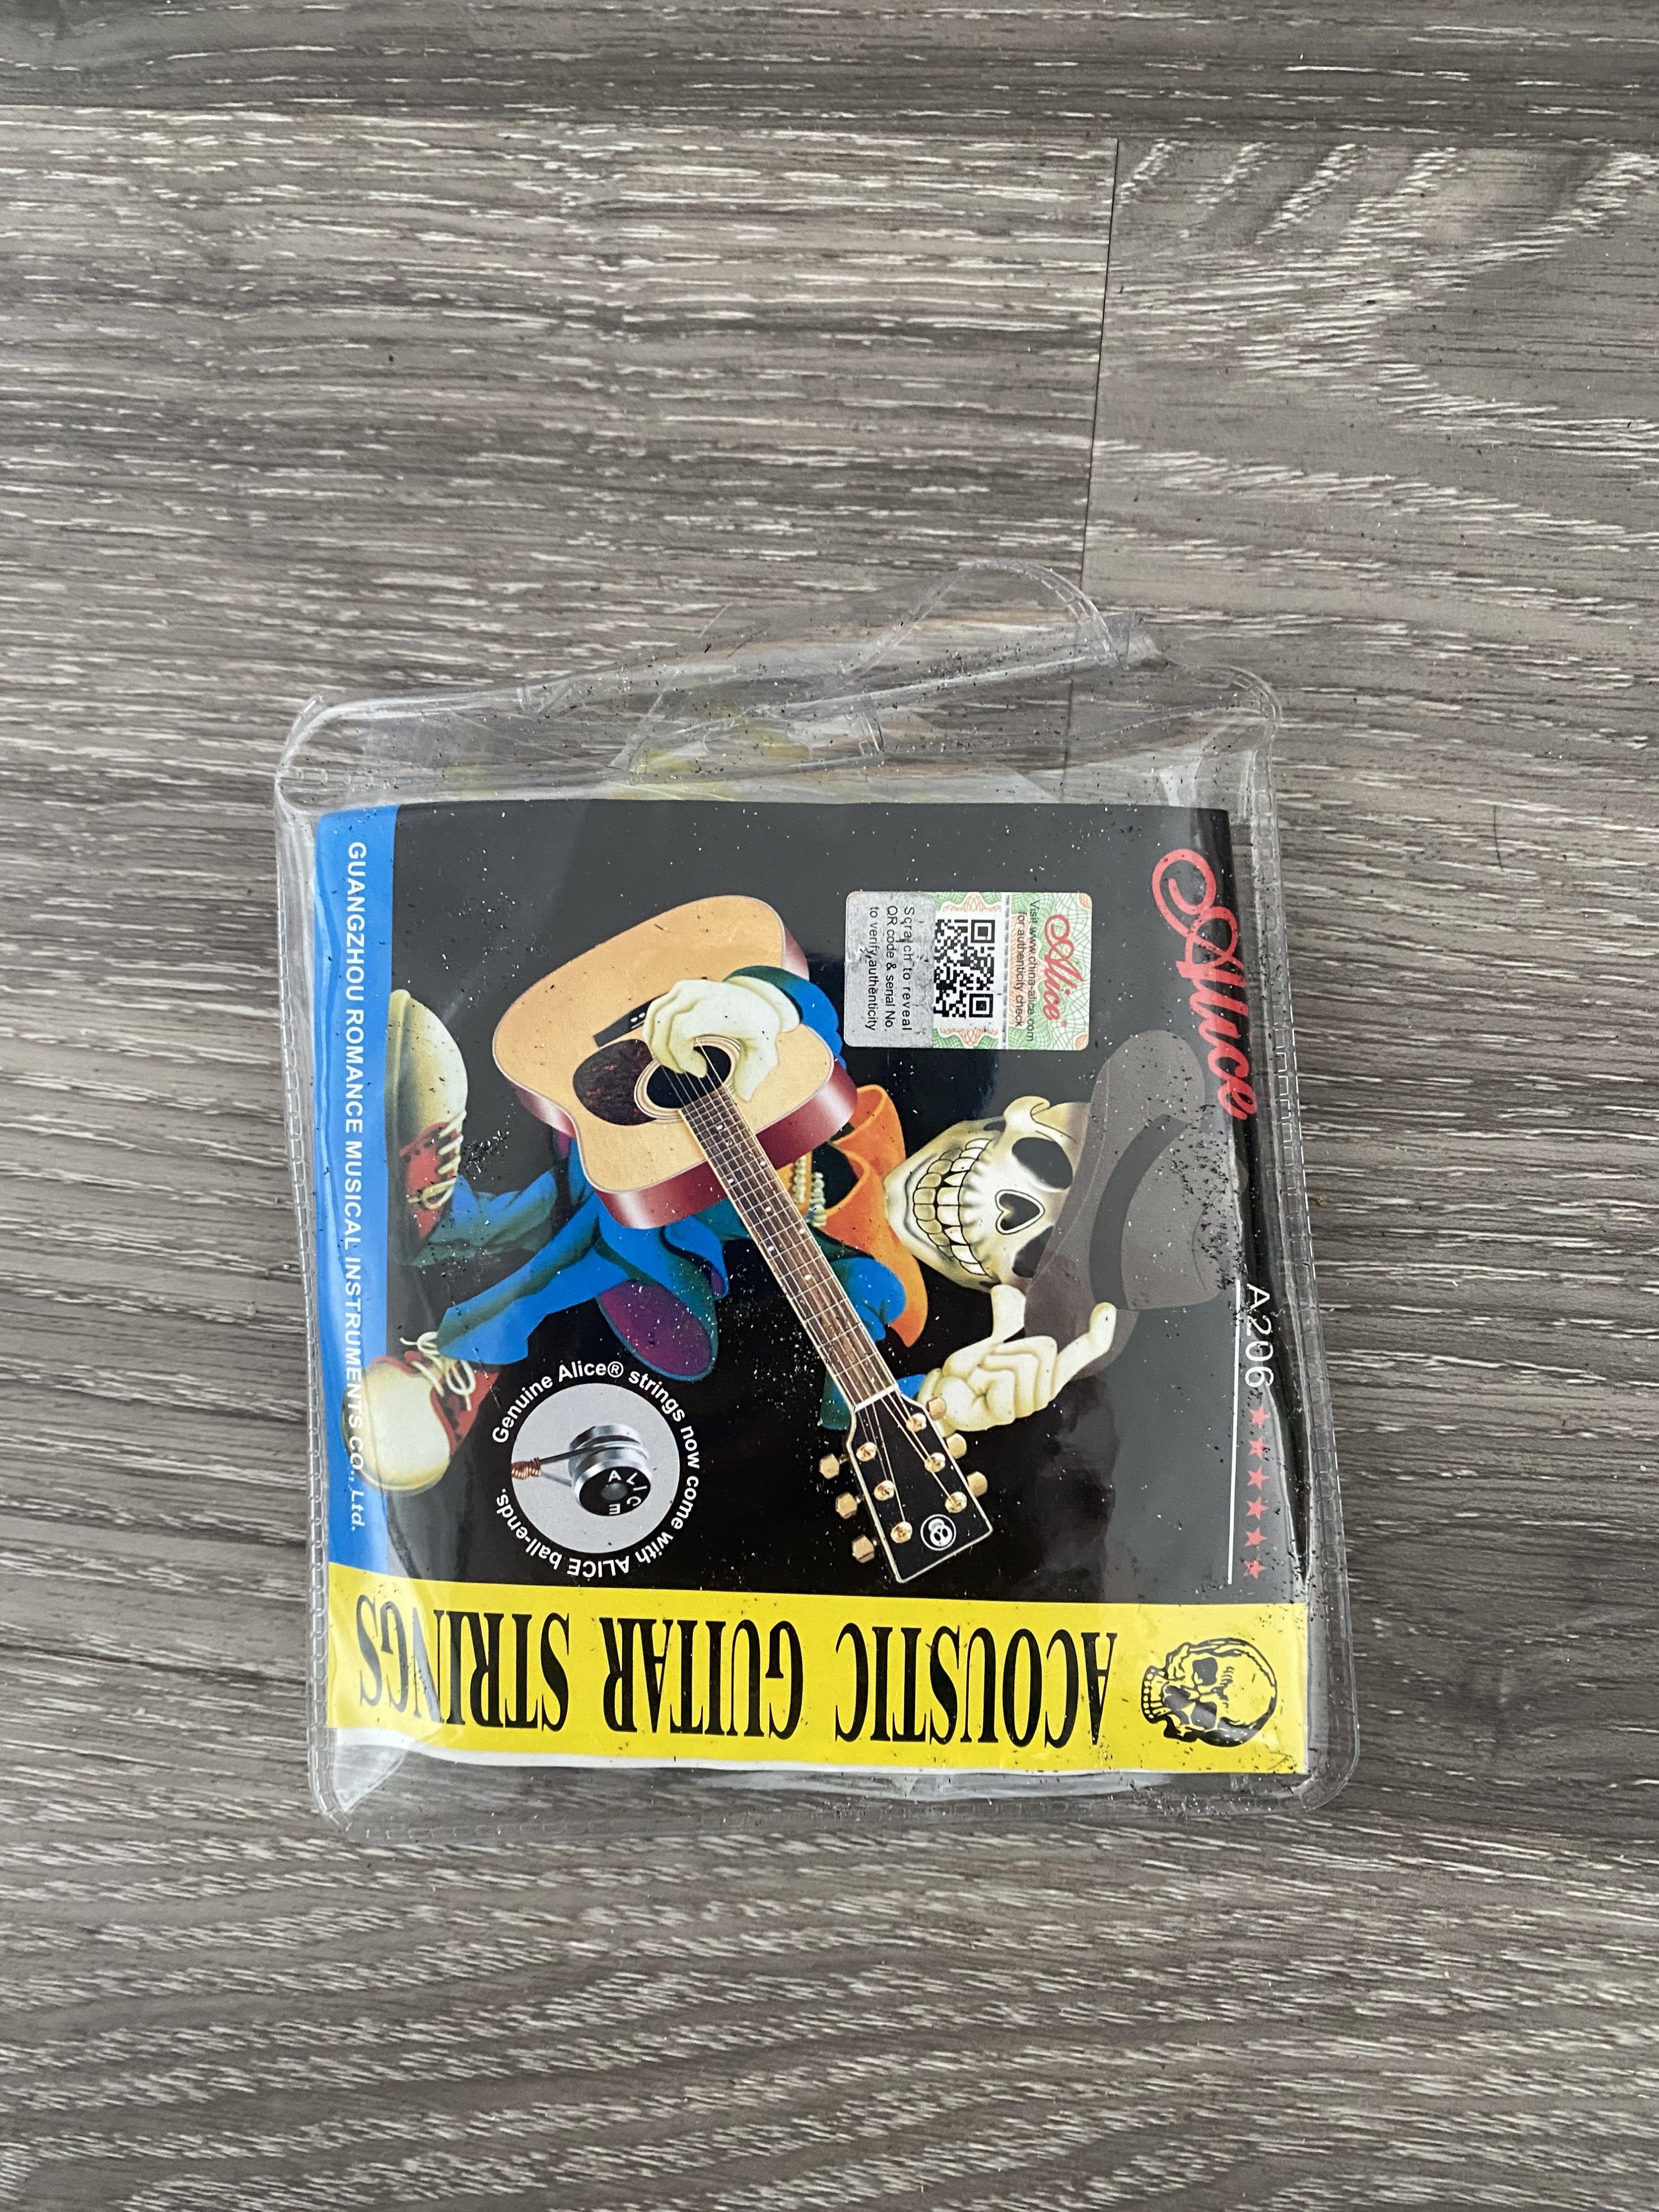 Alice
A206
Alice®
Visit www.china-alice.com
for authenticity check
Scratch to reveal
QR code & serial No.
to verify authenticity
Genuine Alice® strings now come with ALICE ball-ends.
ALICE
GUANGZHOU ROMANCE MUSICAL INSTRUMENTS CO., Ltd.
ACOUSTIC GUITAR STRINGS